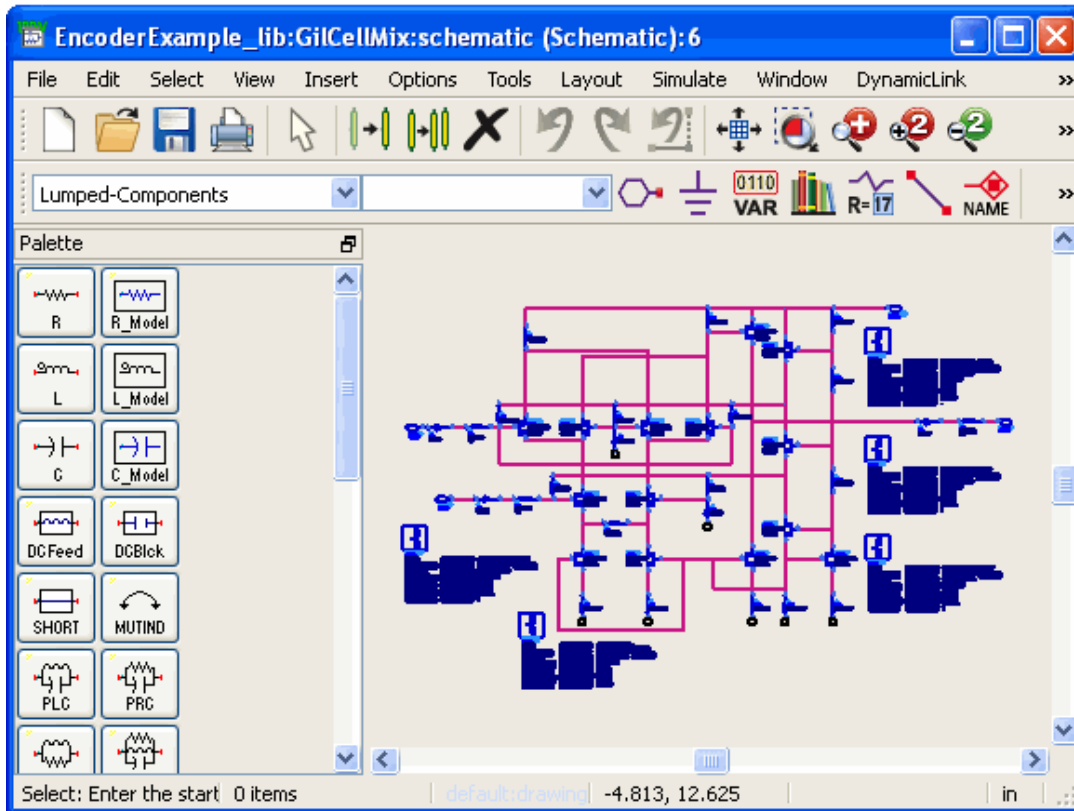 EncoderExample_lib:GilCellMix:schematic (Schematic):6
File Edit Select View Insert Options Tools Layout Simulate Window DynamicLink »
2 2 »
Lumped-Components 0110 VAR R=17 NAME »
Palette
R R_Model
L L_Model
C C_Model
DCFeed DCBlck
SHORT MUTIND
PLC PRC
Select: Enter the start 0 items default:drawing -4.813, 12.625 in